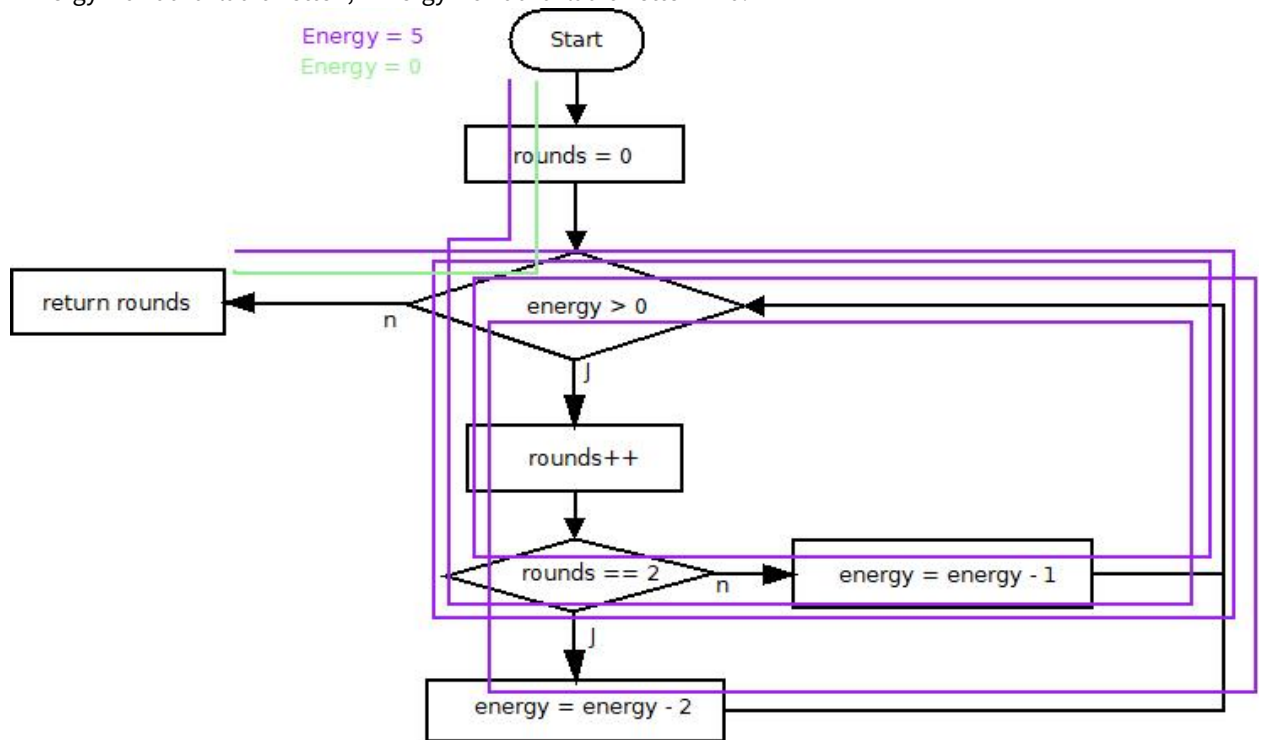 Energy = 5
Energy = 0
Start
rounds = 0
return rounds
energy > 0
n
J
rounds++
rounds == 2
n
energy = energy - 1
J
energy = energy - 2